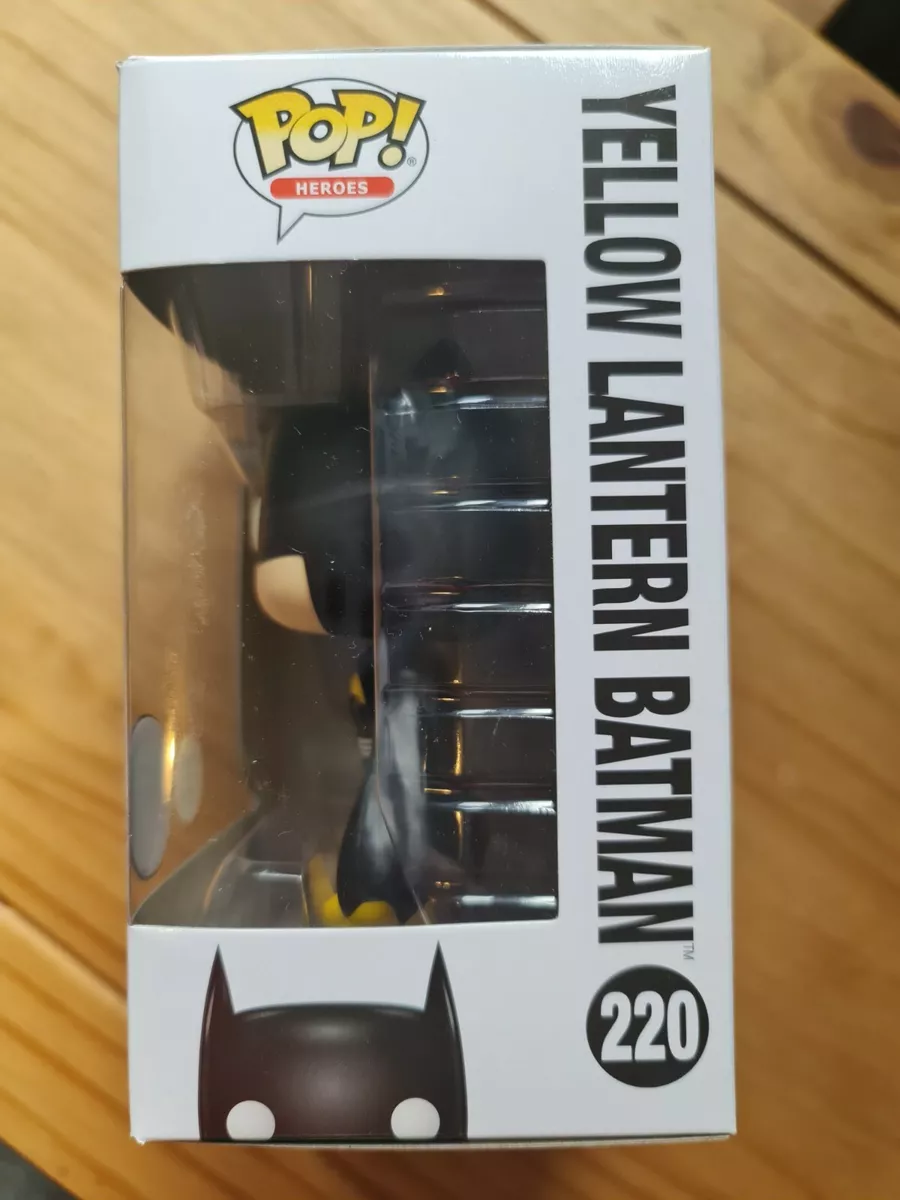 POP!®
HEROES
YELLOW LANTERN BATMAN™
220